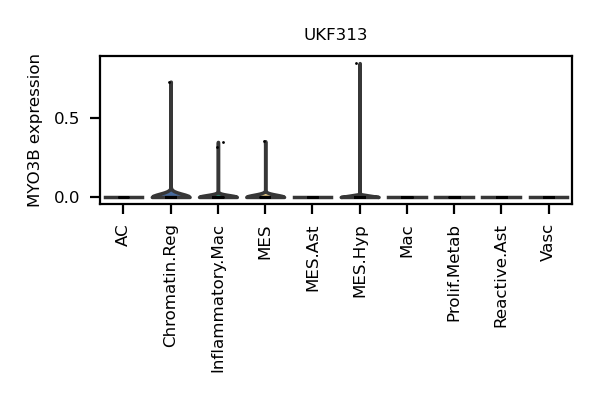 UKF313
MYO3B expression
0.5
0.0
AC
Chromatin.Reg
Inflammatory.Mac
MES
MES.Ast
MES.Hyp
Mac
Prolif.Metab
Reactive.Ast
Vasc